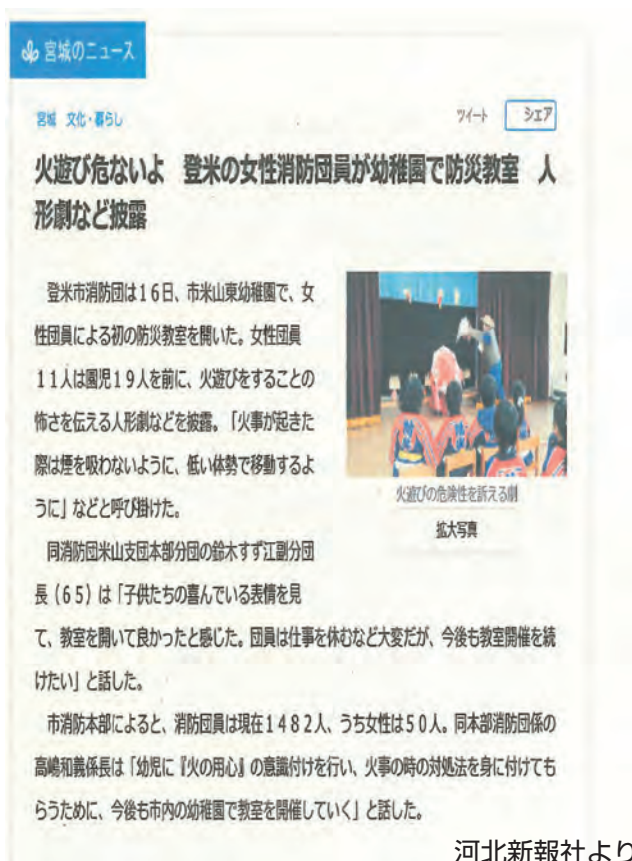 宮城のニュース
宮城 文化・暮らし
ツイート
シェア
火遊び危ないよ 登米の女性消防団員が幼稚園で防災教室 人
形劇など披露
登米市消防団は16日、市米山東幼稚園で、女
性団員による初の防災教室を開いた。女性団員
11人は園児19人を前に、火遊びをすることの
怖さを伝える人形劇などを披露。「火事が起きた
際は煙を吸わないように、低い体勢で移動するよ
うに」などと呼び掛けた。
火遊びの危険性を訴える劇
拡大写真
同消防団米山支団本部分団の鈴木すず江副分団
長(65)は「子供たちの喜んでいる表情を見
て、教室を開いて良かったと感じた。団員は仕事を休むなど大変だが、今後も教室開催を続
けたい」と話した。
市消防本部によると、消防団員は現在1482人、うち女性は50人。同本部消防団係の
高嶋和義係長は「幼児に『火の用心』の意識付けを行い、火事の時の対処法を身に付けても
らうために、今後も市内の幼稚園で教室を開催していく」と話した。
河北新報社より